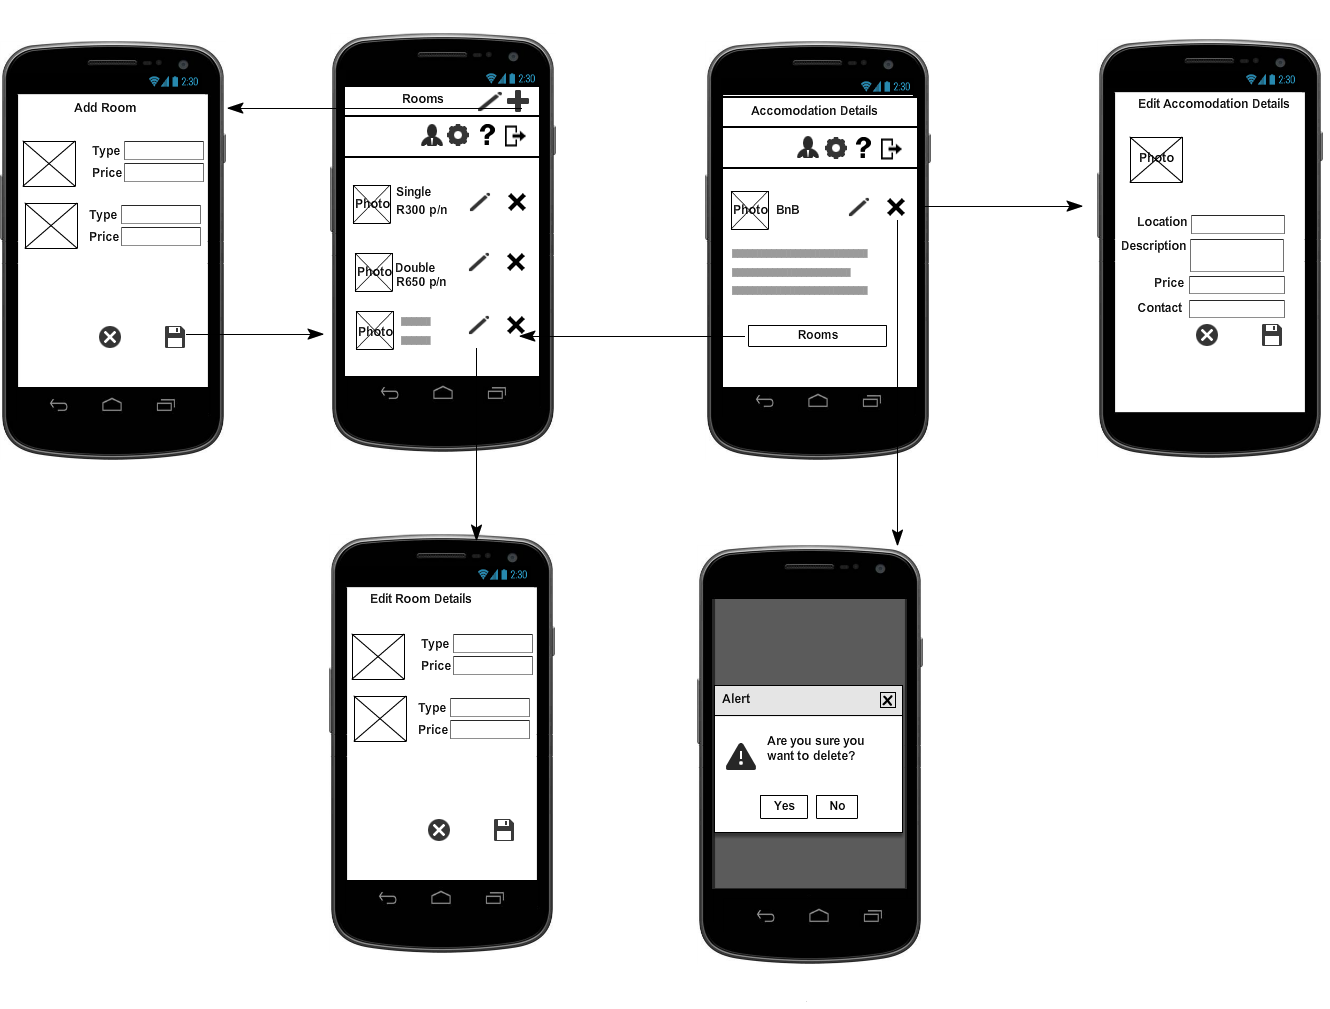 2:30
Add Room
Type
Price
Type
Price
2:30
Rooms
Photo
Single
R300 p/n
Photo
Double
R650 p/n
Photo
2:30
Accomodation Details
?
Photo
BnB
Rooms
2:30
Edit Accomodation Details
Photo
Location
Description
Price
Contact
2:30
Edit Room Details
Type
Price
Type
Price
Alert
Are you sure you
want to delete?
Yes
No